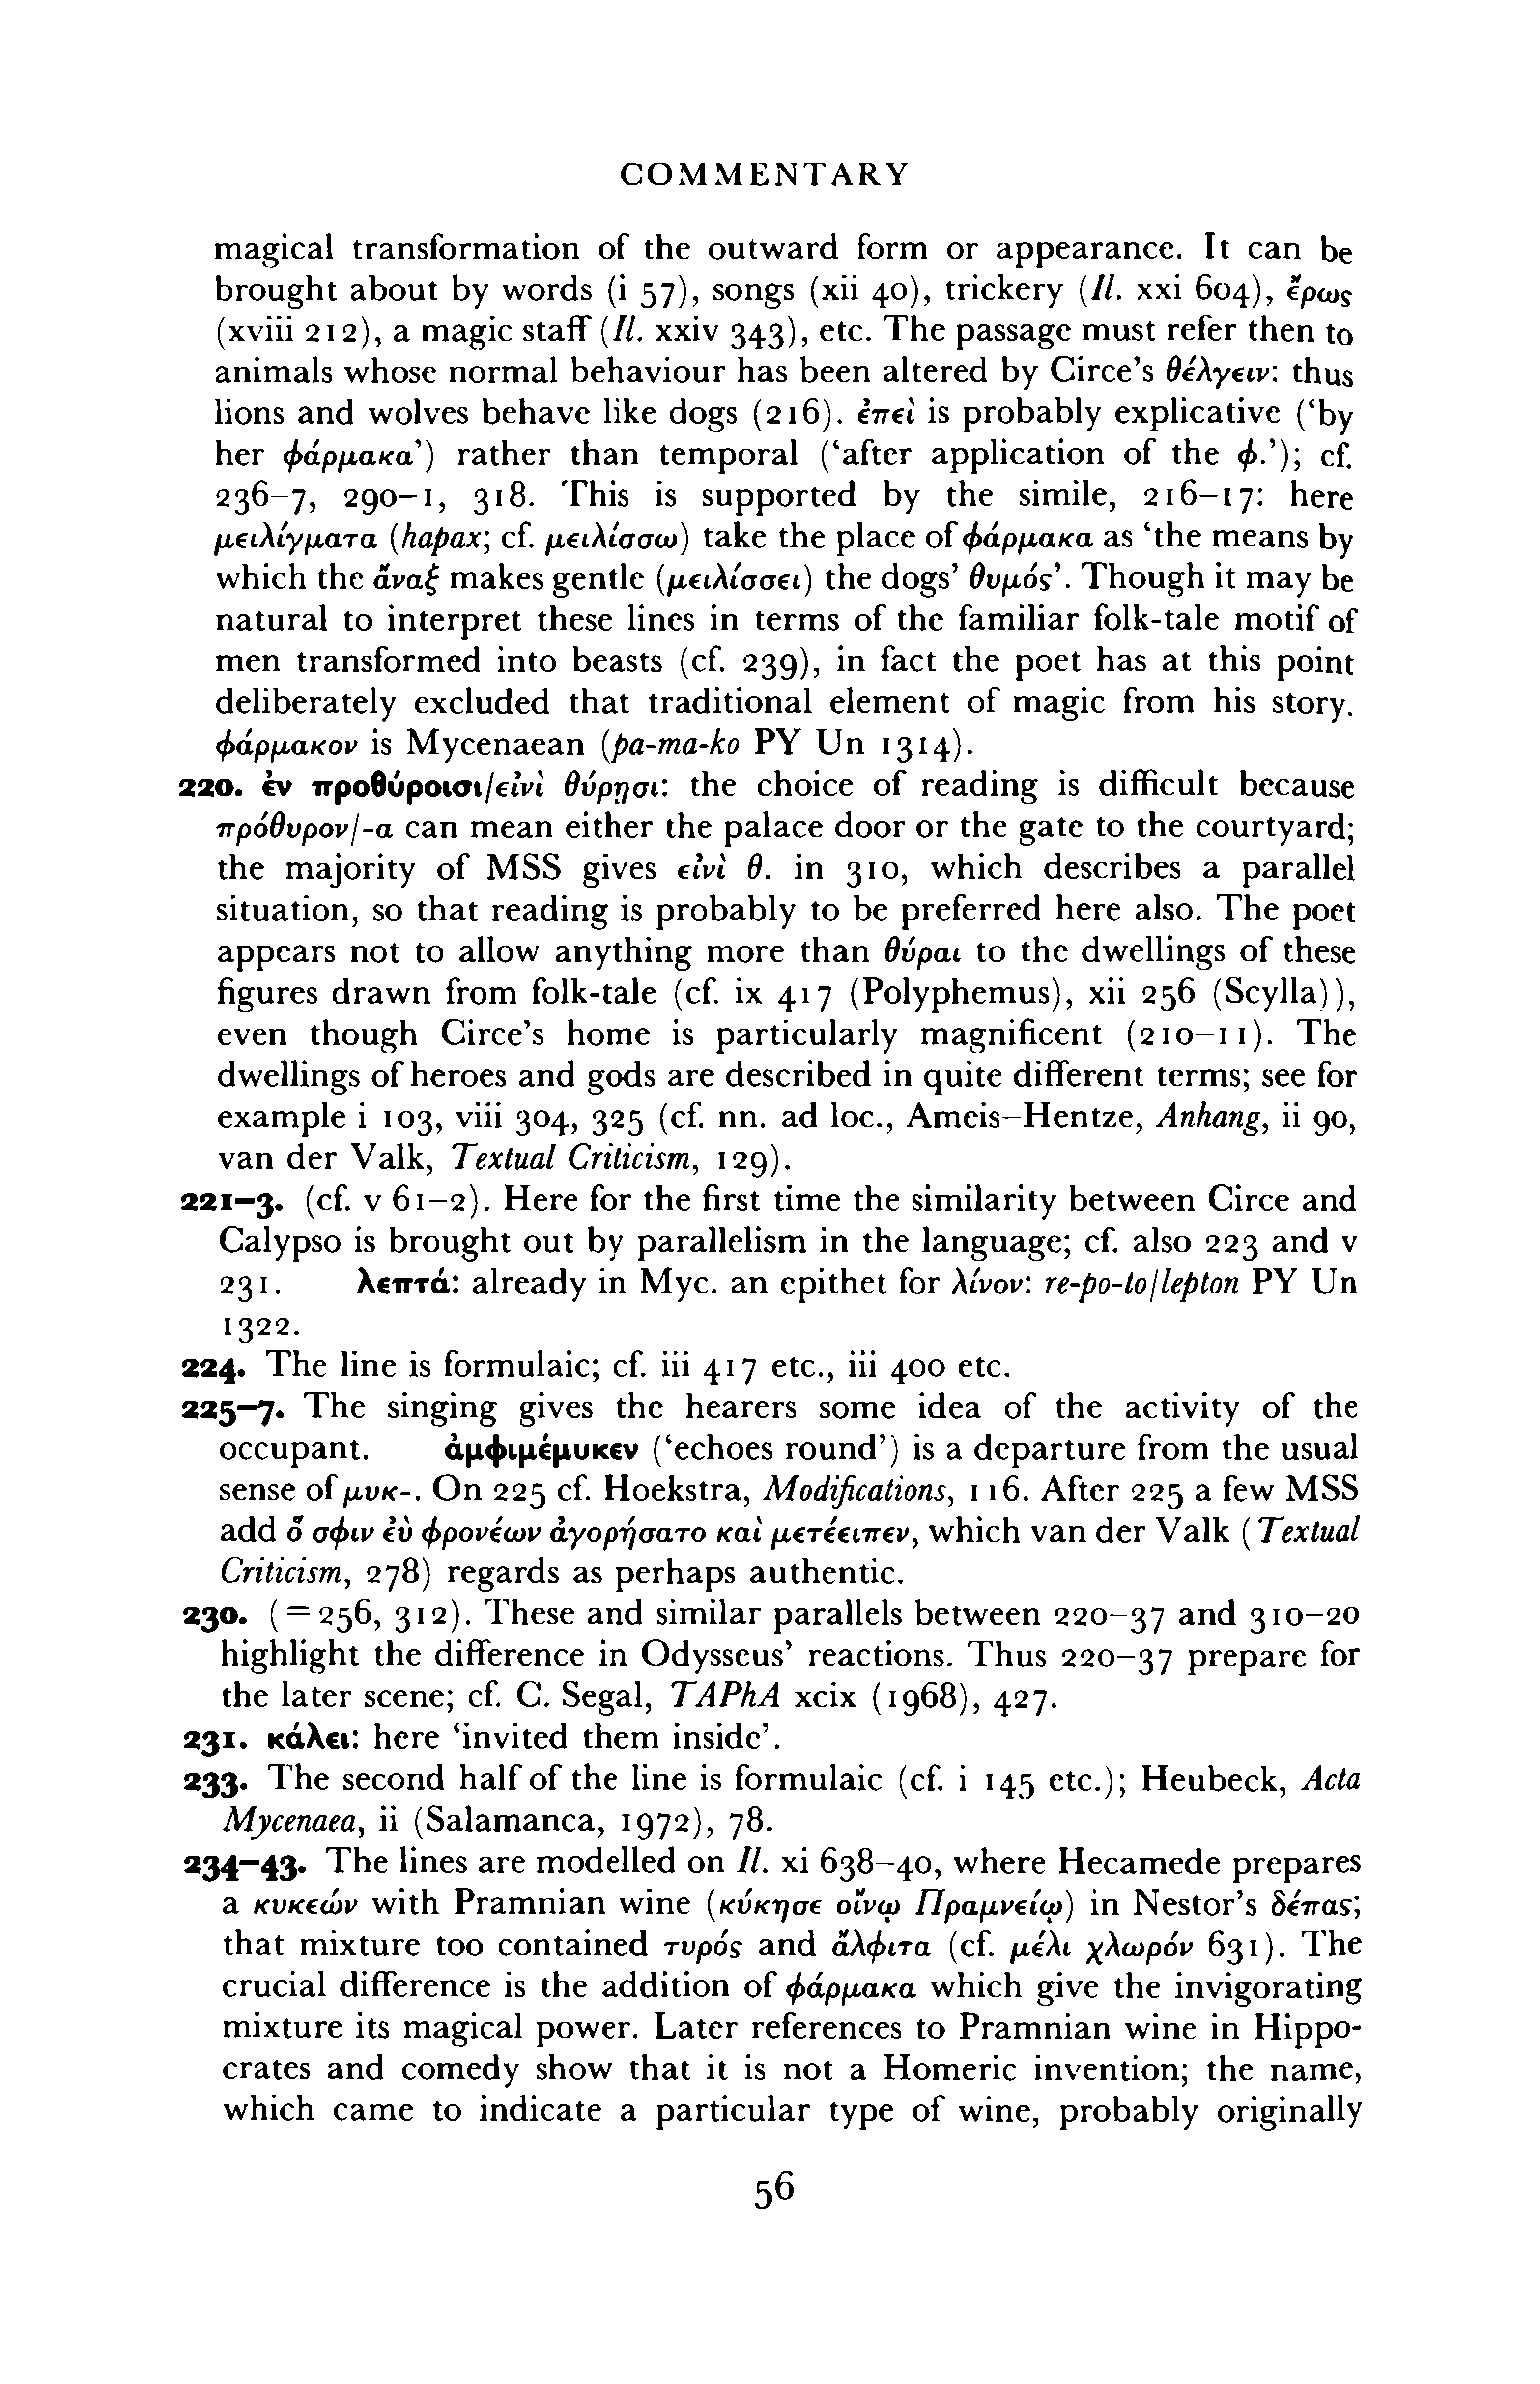 COMMENTARY
magical transformation of the outward form or appearance. It can be
brought about by words (i 57), songs (xii 40), trickery (Il. xxi 604), ἔρως
(xviii 212), a magic staff (Il. xxiv 343), etc. The passage must refer then to
animals whose normal behaviour has been altered by Circe’s θέλγειν: thus
lions and wolves behave like dogs (216). ἐπεί is probably explicative (‘by
her φάρμακα’) rather than temporal (‘after application of the φ.’); cf.
236–7, 290–1, 318. This is supported by the simile, 216–17: here
μειλίγματα (hapax; cf. μειλίσσω) take the place of φάρμακα as ‘the means by
which the ἄναξ makes gentle (μειλίσσει) the dogs’ θυμός’. Though it may be
natural to interpret these lines in terms of the familiar folk-tale motif of
men transformed into beasts (cf. 239), in fact the poet has at this point
deliberately excluded that traditional element of magic from his story.
φάρμακον is Mycenaean (pa-ma-ko PY Un 1314).
220. ἐν προθύροισι/εἰνὶ θύρῃσι: the choice of reading is difficult because
πρόθυρον/-α can mean either the palace door or the gate to the courtyard;
the majority of MSS gives εἰνὶ θ. in 310, which describes a parallel
situation, so that reading is probably to be preferred here also. The poet
appears not to allow anything more than θύραι to the dwellings of these
figures drawn from folk-tale (cf. ix 417 (Polyphemus), xii 256 (Scylla)),
even though Circe’s home is particularly magnificent (210–11). The
dwellings of heroes and gods are described in quite different terms; see for
example i 103, viii 304, 325 (cf. nn. ad loc., Ameis–Hentze, Anhang, ii 90,
van der Valk, Textual Criticism, 129).
221–3. (cf. v 61–2). Here for the first time the similarity between Circe and
Calypso is brought out by parallelism in the language; cf. also 223 and v
231. λεπτά: already in Myc. an epithet for λίνον: re-po-to/lepton PY Un
1322.
224. The line is formulaic; cf. iii 417 etc., iii 400 etc.
225–7. The singing gives the hearers some idea of the activity of the
occupant. ἀμφιμέμυκεν (‘echoes round’) is a departure from the usual
sense of μυκ-. On 225 cf. Hoekstra, Modifications, 116. After 225 a few MSS
add ὅ σφιν ἐὺ φρονέων ἀγορήσατο καὶ μετέειπεν, which van der Valk (Textual
Criticism, 278) regards as perhaps authentic.
230. (= 256, 312). These and similar parallels between 220–37 and 310–20
highlight the difference in Odysseus’ reactions. Thus 220–37 prepare for
the later scene; cf. C. Segal, TAPhA xcix (1968), 427.
231. κάλει: here ‘invited them inside’.
233. The second half of the line is formulaic (cf. i 145 etc.); Heubeck, Acta
Mycenaea, ii (Salamanca, 1972), 78.
234–43. The lines are modelled on Il. xi 638–40, where Hecamede prepares
a κυκεών with Pramnian wine (κύκησε οἴνῳ Πραμνείῳ) in Nestor’s δέπας;
that mixture too contained τυρός and ἄλφιτα (cf. μέλι χλωρόν 631). The
crucial difference is the addition of φάρμακα which give the invigorating
mixture its magical power. Later references to Pramnian wine in Hippo-
crates and comedy show that it is not a Homeric invention; the name,
which came to indicate a particular type of wine, probably originally
56